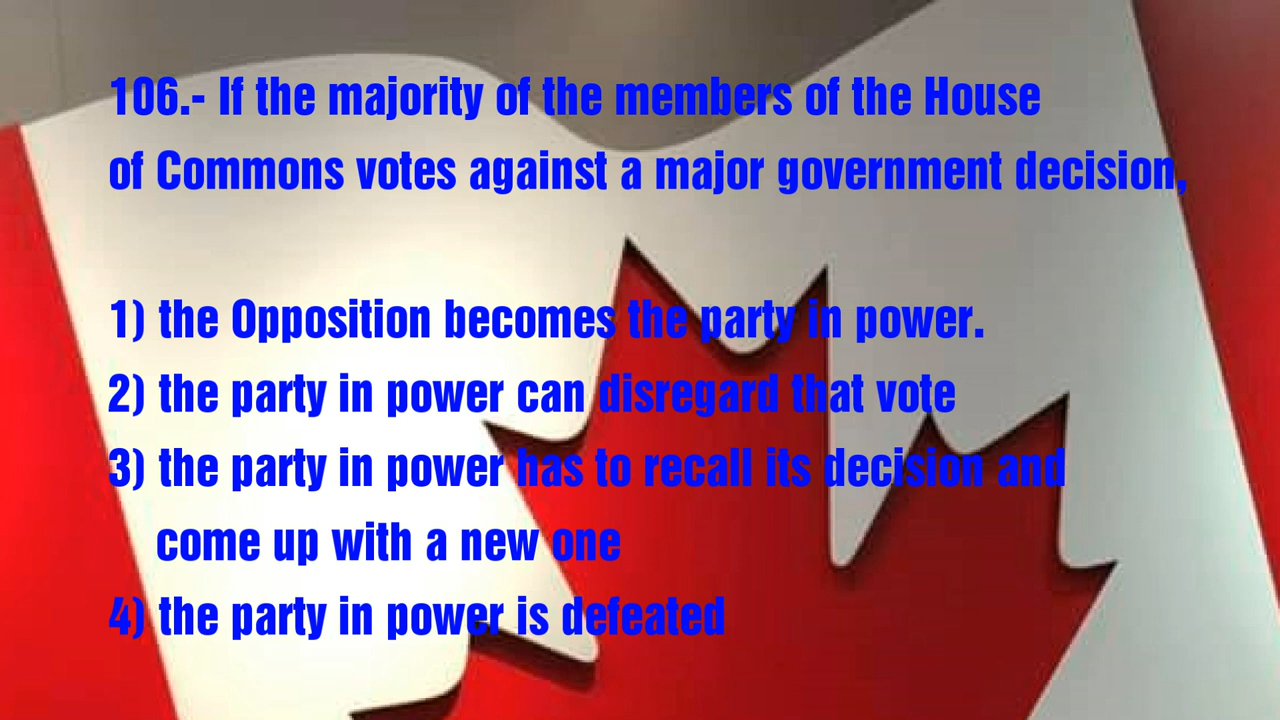 106.- If the majority of the members of the House
of Commons votes against a major government decision,
1) the Opposition becomes the party in power.
2) the party in power can disregard that vote
3) the party in power has to recall its decision and
come up with a new one
4) the party in power is defeated